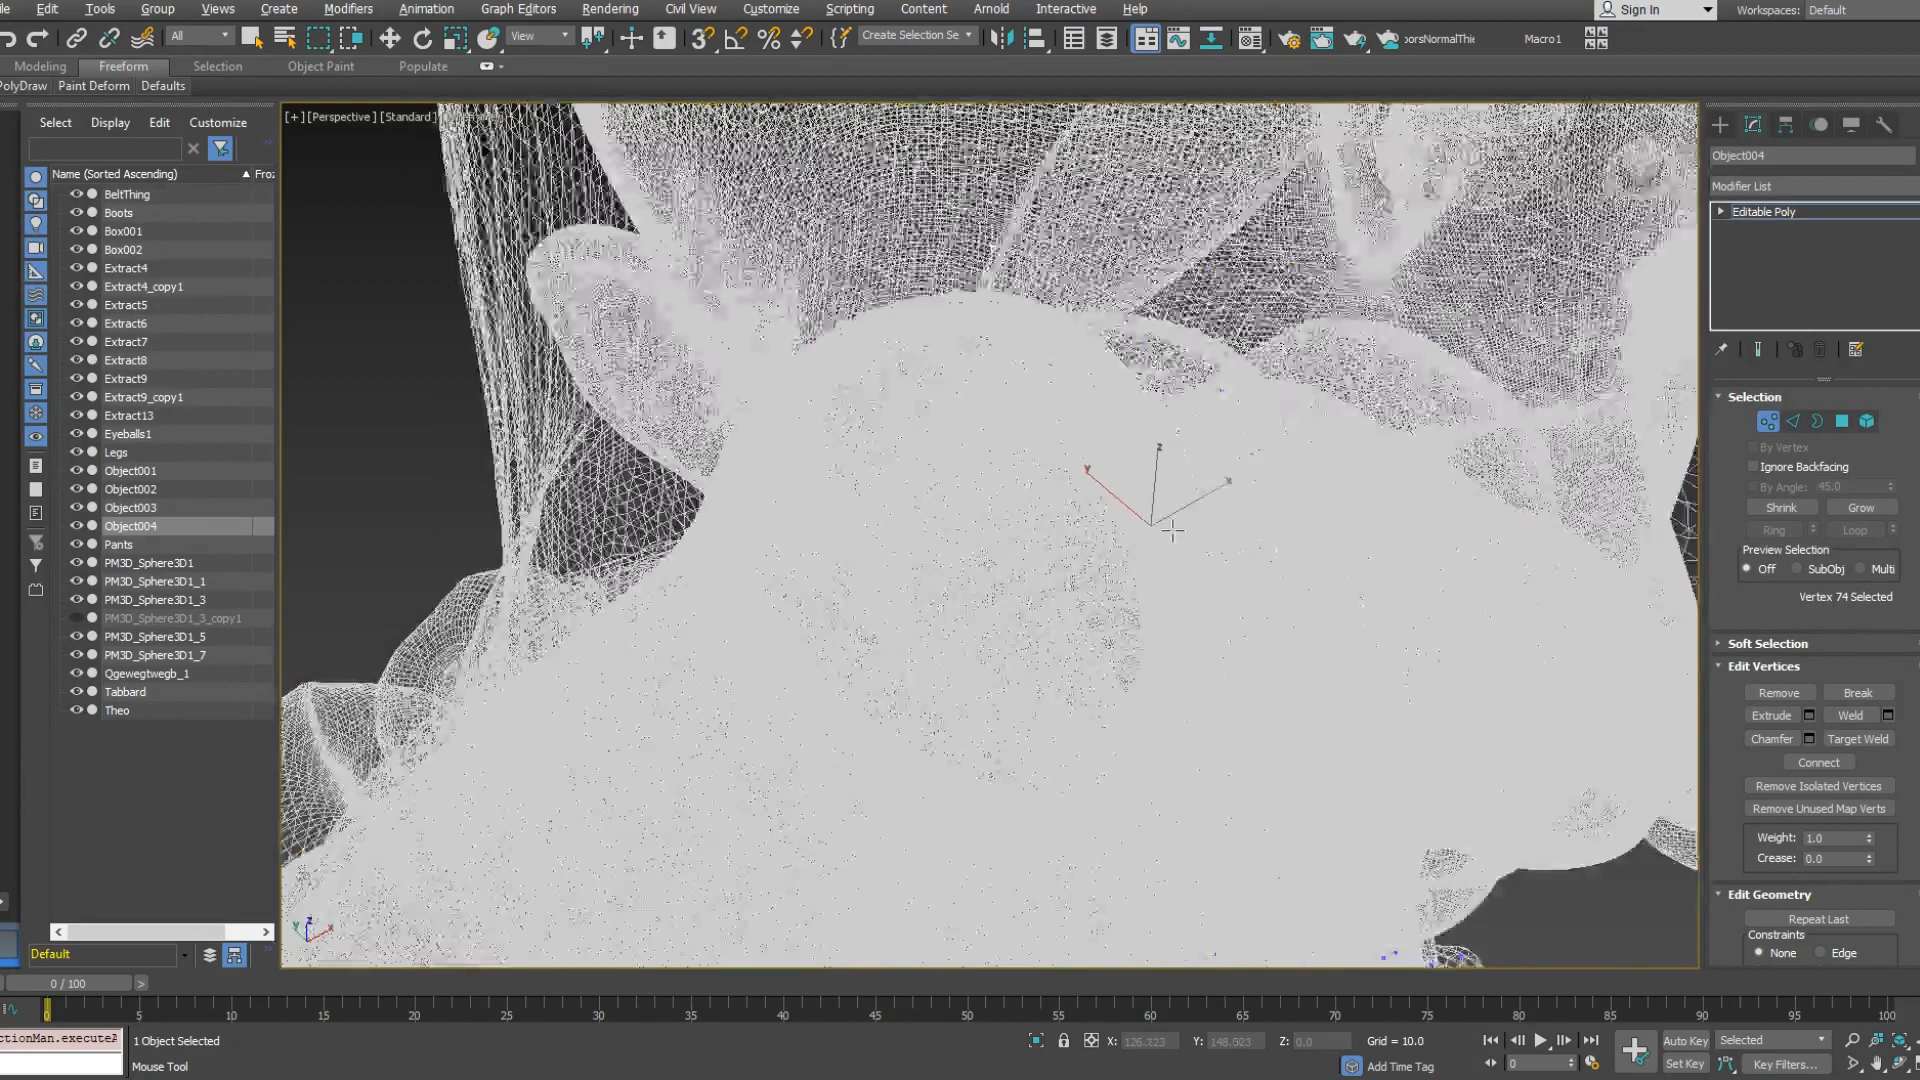 Edit Tools Group Views Create Modifiers Animation Graph Editors Rendering Civil View Customize Scripting Content Arnold Interactive Help Sign In Workspaces: Default
All View Create Selection Se Macro1
Modeling Freeform Selection Object Paint Populate
PolyDraw Paint Deform Defaults
Select Display Edit Customize
[+] [Perspective ] [Standard ]
Name (Sorted Ascending) Fro
BeltThing
Boots
Box001
Box002
Extract4
Extract4_copy1
Extract5
Extract6
Extract7
Extract8
Extract9
Extract9_copy1
Extract13
Eyeballs1
Legs
Object001
Object002
Object003
Object004
Pants
PM3D_Sphere3D1
PM3D_Sphere3D1_1
PM3D_Sphere3D1_3
PM3D_Sphere3D1_3_copy1
PM3D_Sphere3D1_5
PM3D_Sphere3D1_7
Qgewegtwegb_1
Tabbard
Theo
Default
Object004
Modifier List
Editable Poly
Selection
By Vertex
Ignore Backfacing
By Angle: 45.0
Shrink Grow
Ring Loop
Preview Selection
Off SubObj Multi
Vertex 74 Selected
Soft Selection
Edit Vertices
Remove Break
Extrude Weld
Chamfer Target Weld
Connect
Remove Isolated Vertices
Remove Unused Map Verts
Weight: 1.0
Crease: 0.0
Edit Geometry
Repeat Last
Constraints
None Edge
0 / 100
0 5 10 15 20 25 30 35 40 45 50 55 60 65 70 75 80 85 90 95 100
1 Object Selected X: 126.323 Y: 148.503 Z: 0.0 Grid = 10.0 Auto Key Selected
Mouse Tool Add Time Tag 0 Set Key Key Filters...